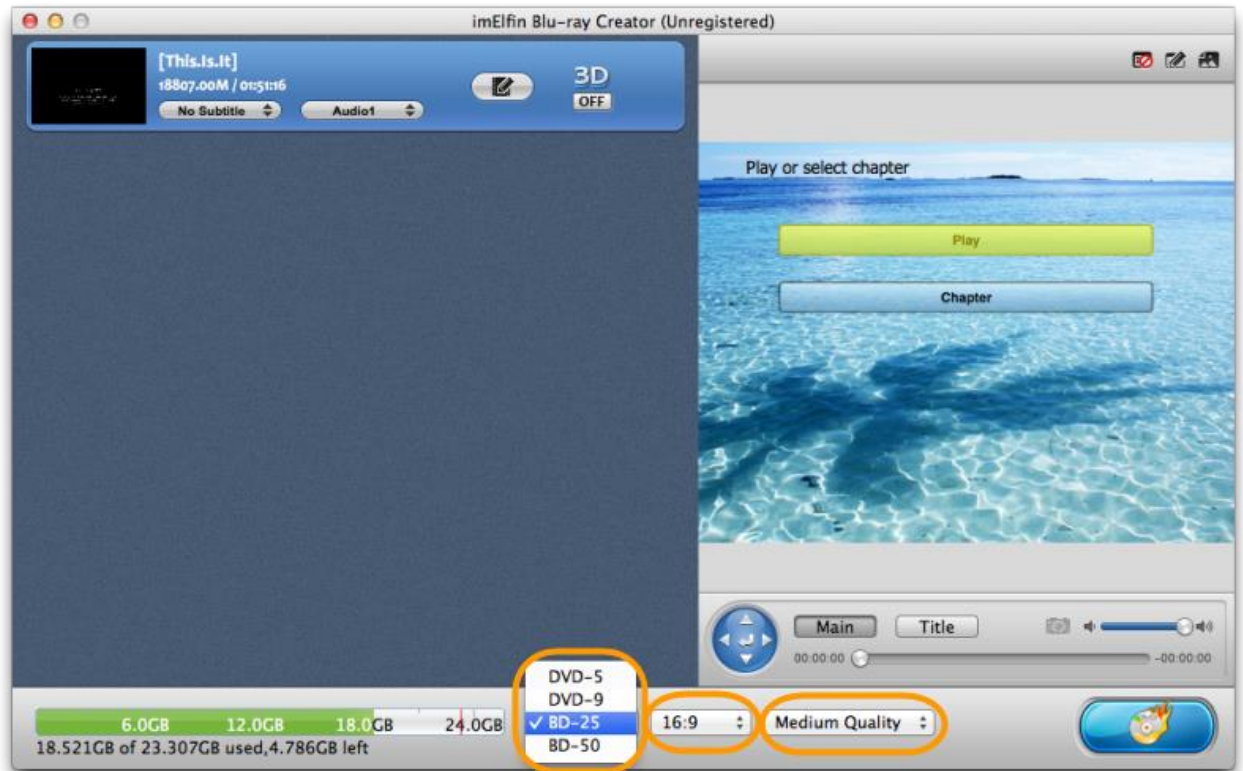 imElfin Blu-ray Creator (Unregistered)
[This.Is.It]
18807.00M / 01:51:16
No Subtitle
Audio1
3D
OFF
Play or select chapter
Play
Chapter
Main
Title
00:00:00
-00:00:00
DVD-5
DVD-9
✓ BD-25
BD-50
6.0GB 12.0GB 18.0GB 24.0GB
16:9
Medium Quality
18.521GB of 23.307GB used,4.786GB left